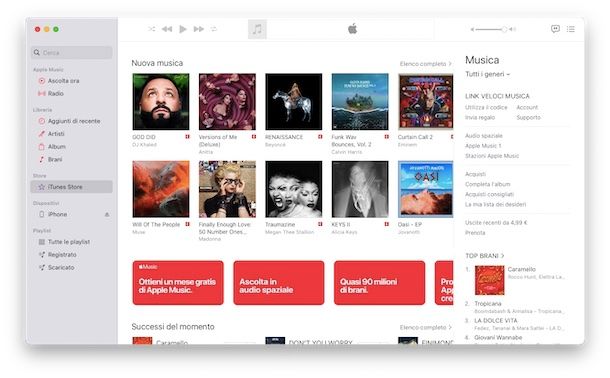 Cerca
Apple Music
Ascolta ora
Radio
Libreria
Aggiunti di recente
Artisti
Album
Brani
Store
iTunes Store
Dispositivi
iPhone
Playlist
Tutte le playlist
Registrato
Scaricato
Nuova musica
Elenco completo
GOD DID
DJ Khaled
Versions of Me
(Deluxe)
Anitta
RENAISSANCE
Beyoncé
Funk Wav
Bounces, Vol. 2
Calvin Harris
Curtain Call 2
Eminem
Will Of The People
Muse
Finally Enough Love:
50 Number Ones...
Madonna
Traumazine
Megan Thee Stallion
KEYS II
Alicia Keys
Oasi - EP
Jovanotti
Music
Ottieni un mese gratis
di Apple Music.
Ascolta in
audio spaziale
Quasi 90 milioni
di brani.
Pro
App
crea
Successi del momento
Elenco completo
Caramello
DON'T YOU WORRY
FINIMOND
Musica
Tutti i generi
LINK VELOCI MUSICA
Utilizza il codice
Account
Invia regalo
Supporto
Audio spaziale
Apple Music 1
Stazioni Apple Music
Acquisti
Completa l'album
Acquisti consigliati
La mia lista dei desideri
Uscite recenti da 4,99 €
Prenota
TOP BRANI
1.
Caramello
Rocco Hunt, Elettra La...
2.
Tropicana
Boomdabash & Annalisa - Tropicana...
3.
LA DOLCE VITA
Fedez, Tananai & Mara Sattei - LA D...
4.
Giovani Wannabe